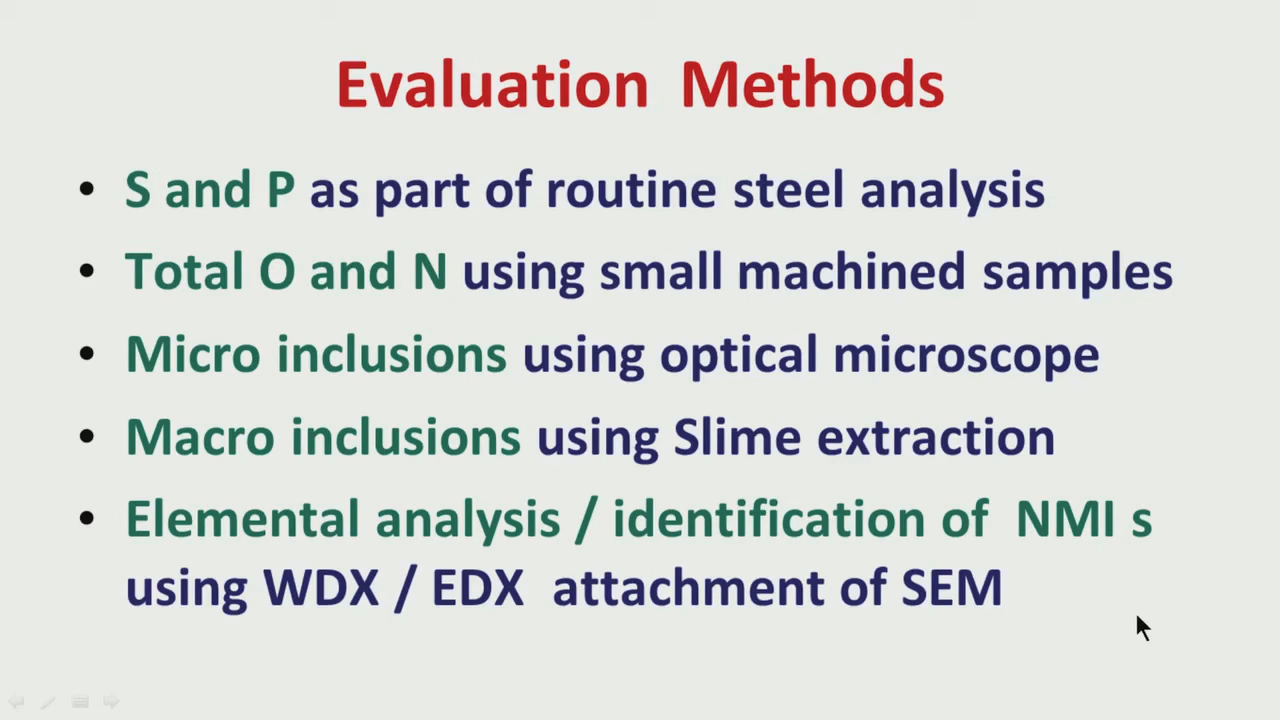 Evaluation Methods
• S and P as part of routine steel analysis
• Total O and N using small machined samples
• Micro inclusions using optical microscope
• Macro inclusions using Slime extraction
• Elemental analysis / identification of NMI s
using WDX / EDX attachment of SEM